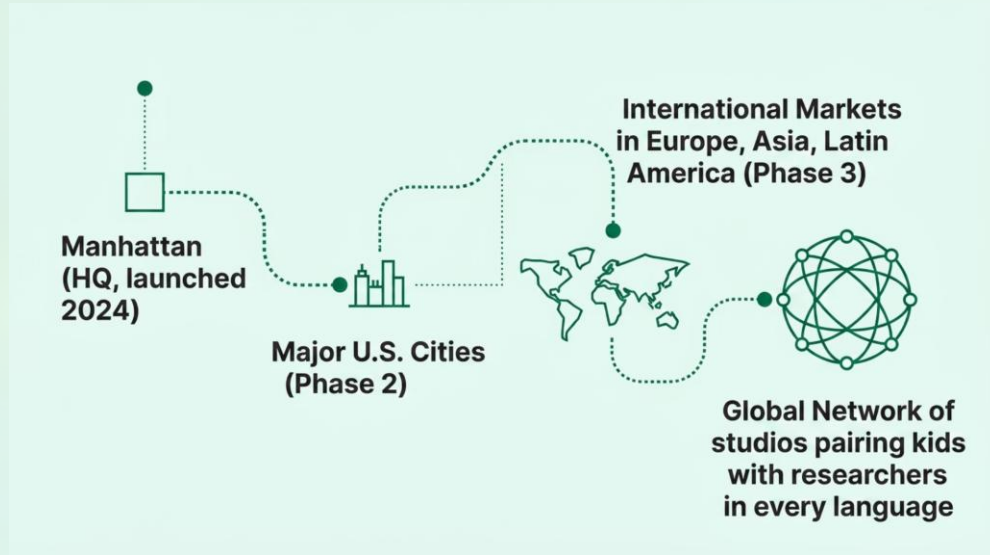 Manhattan
(HQ, launched
2024)
Major U.S. Cities
(Phase 2)
International Markets
in Europe, Asia, Latin
America (Phase 3)
Global Network of
studios pairing kids
with researchers
in every language